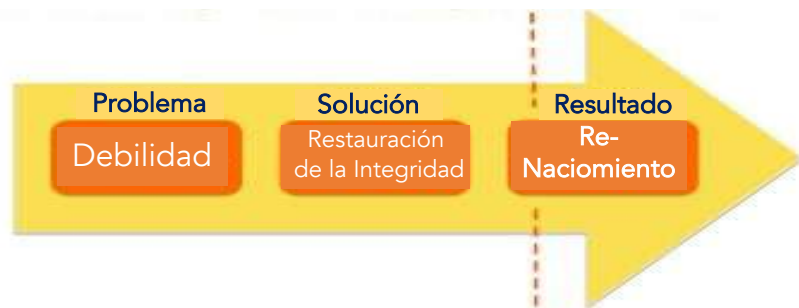 Problema
Debilidad
Solución
Restauración
de la Integridad
Resultado
Re-
Naciomiento